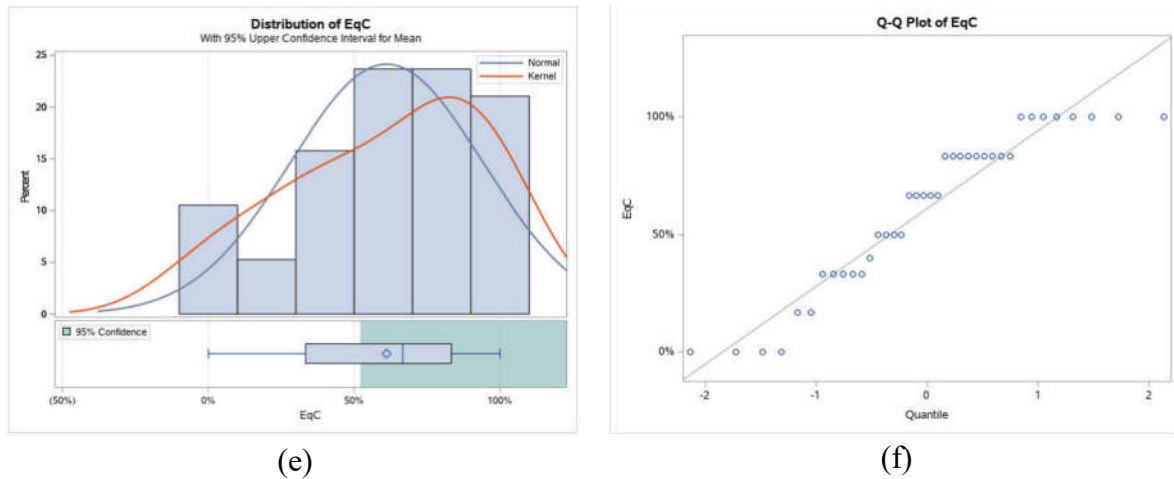 Distribution of EqC
With 95% Upper Confidence Interval for Mean
25
20
15
10
5
0
Percent
Normal
Kernel
95% Confidence
(50%) 0% 50% 100%
EqC
(e)
Q-Q Plot of EqC
100%
50%
0%
EqC
-2 -1 0 1 2
Quantile
(f)